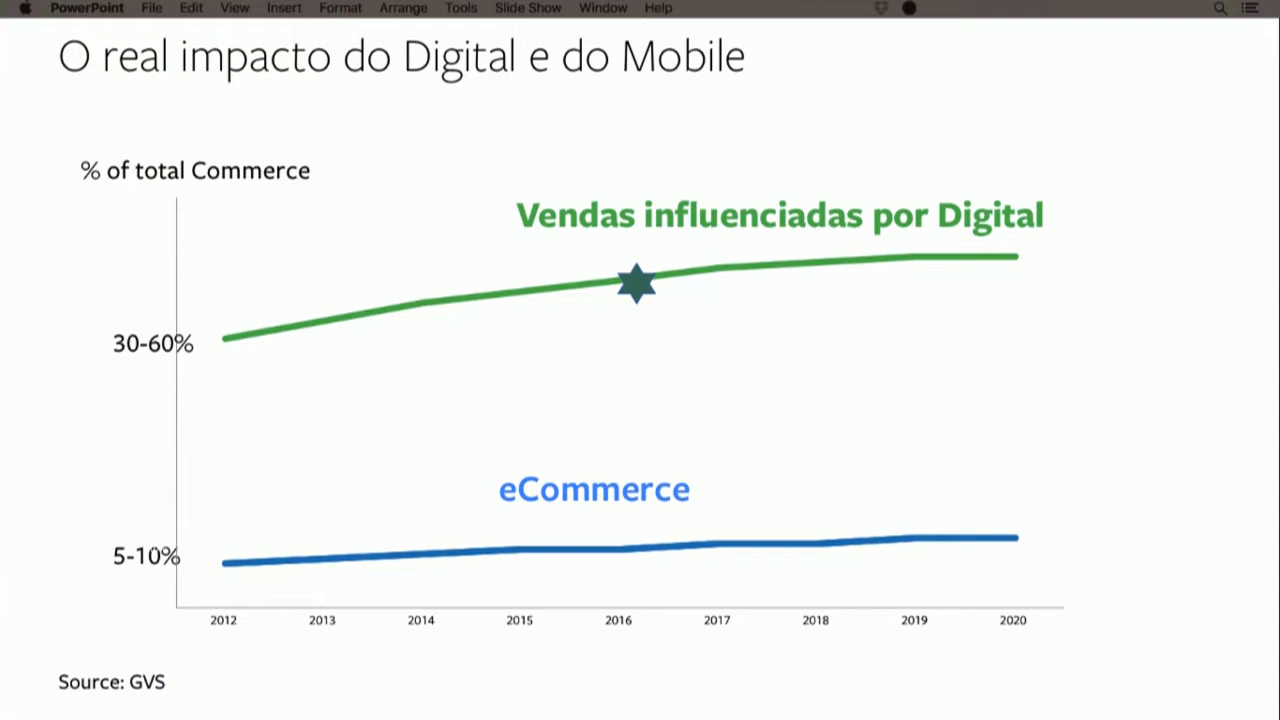 PowerPoint File Edit View Insert Format Arrange Tools Slide Show Window Help
O real impacto do Digital e do Mobile
% of total Commerce
Vendas influenciadas por Digital
30-60%
eCommerce
5-10%
2012 2013 2014 2015 2016 2017 2018 2019 2020
Source: GVS